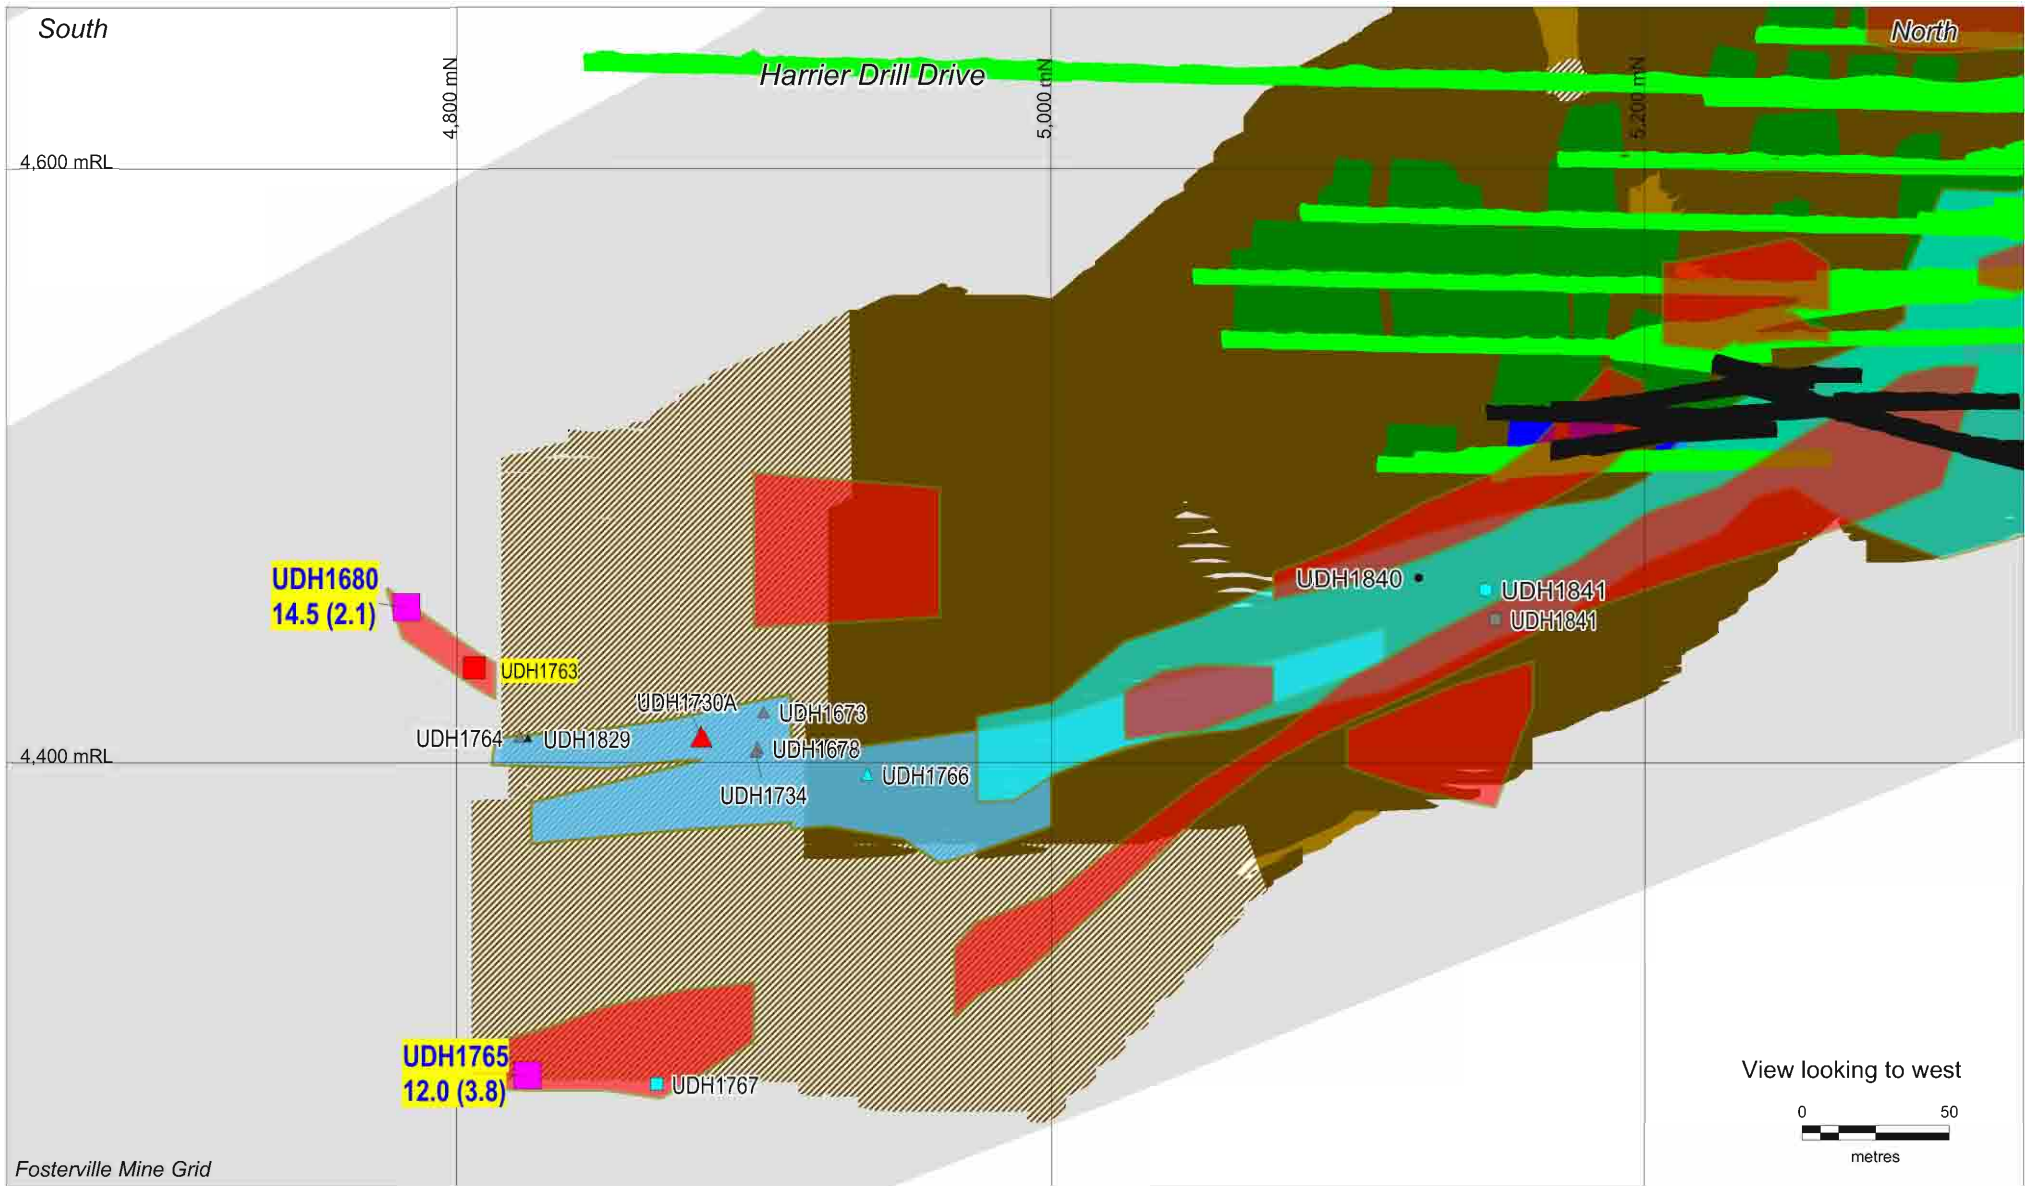 South
North
Harrier Drill Drive
4,800 mN
5,000 mN
5,200 mN
4,600 mRL
UDH1680
14.5 (2.1)
UDH1840
UDH1841
UDH1841
UDH1763
UDH1730A
UDH1673
UDH1764
UDH1829
UDH1678
4,400 mRL
UDH1766
UDH1734
UDH1765
12.0 (3.8)
UDH1767
View looking to west
0 50
metres
Fosterville Mine Grid